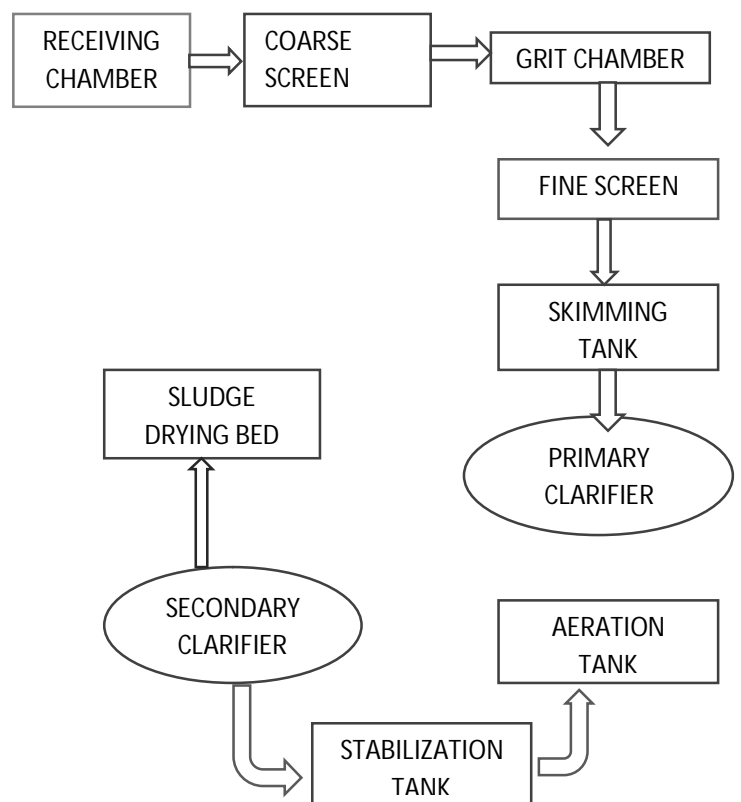 RECEIVING
CHAMBER
COARSE
SCREEN
GRIT CHAMBER
FINE SCREEN
SKIMMING
TANK
PRIMARY
CLARIFIER
SLUDGE
DRYING BED
SECONDARY
CLARIFIER
AERATION
TANK
STABILIZATION
TANK